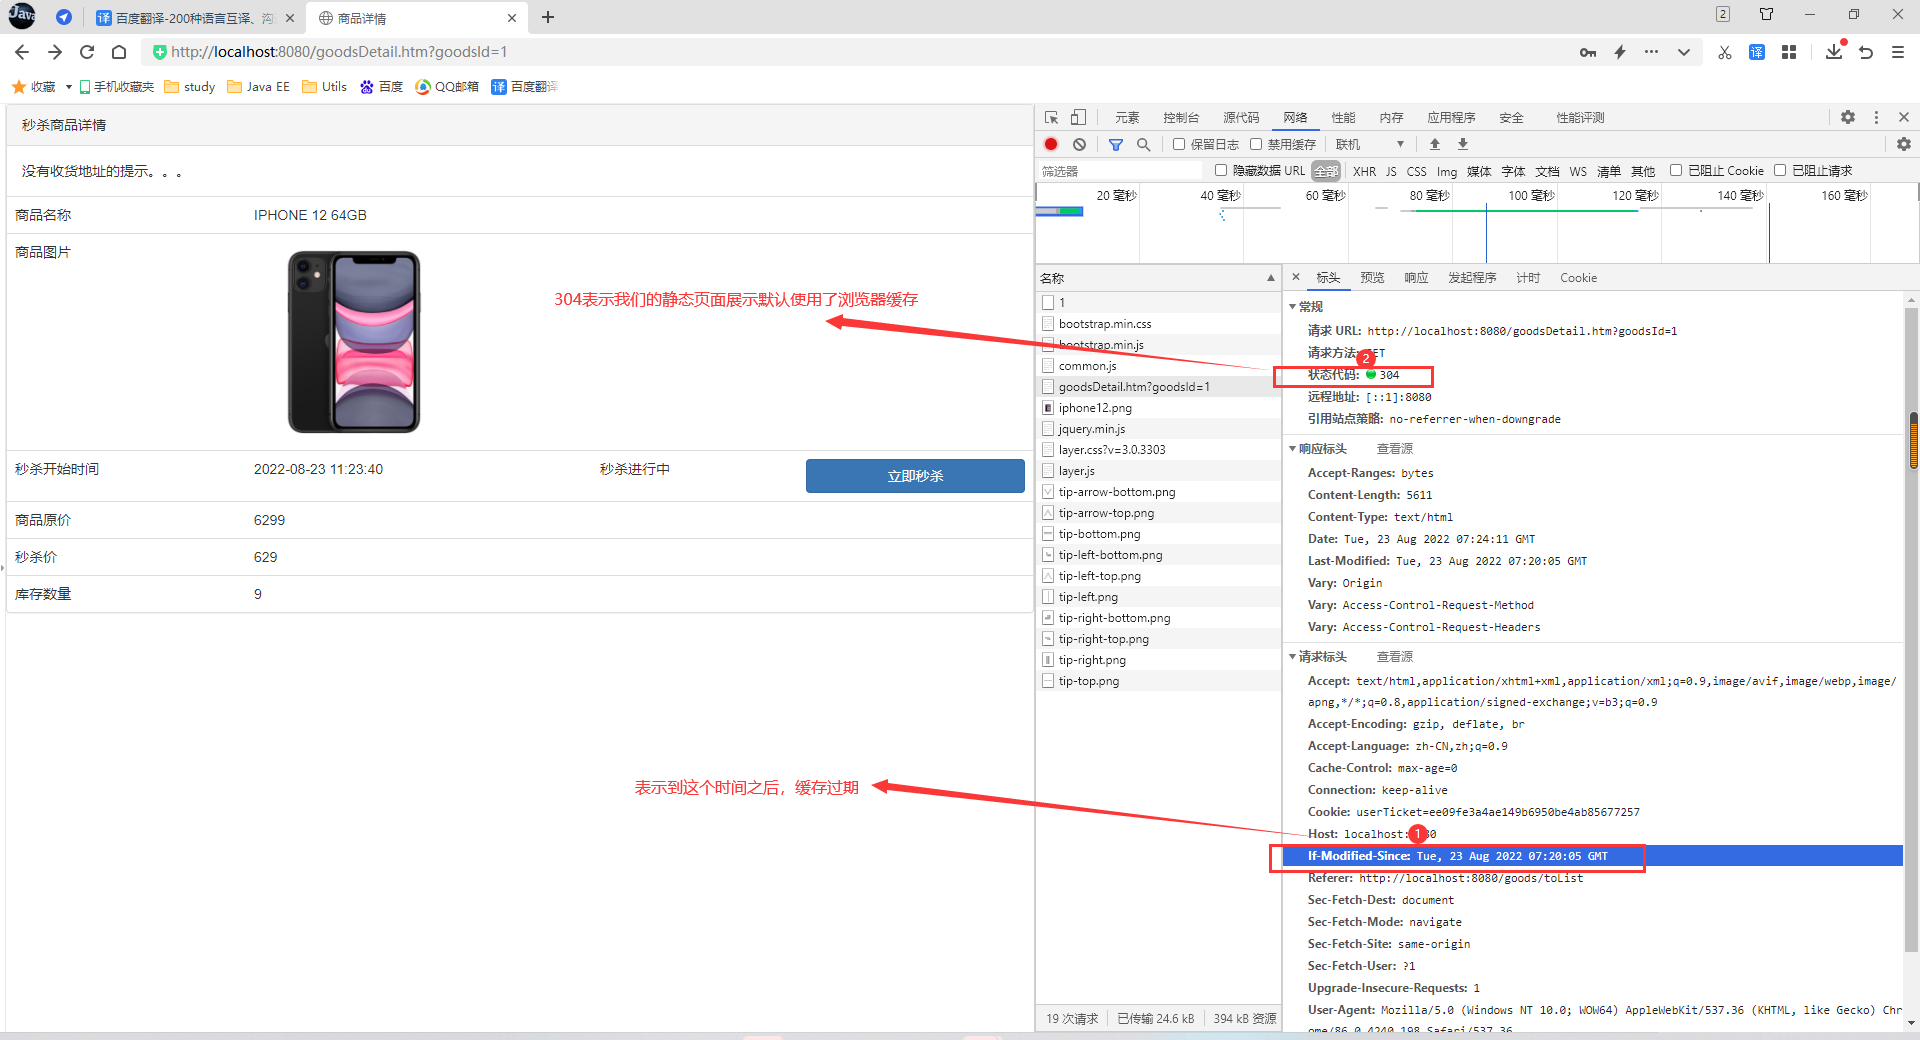 Java
译 百度翻译-200种语言互译、沟
商品详情
2
http://localhost:8080/goodsDetail.htm?goodsId=1
译
收藏
手机收藏夹
study
Java EE
Utils
百度
QQ邮箱
译 百度翻译
秒杀商品详情
没有收货地址的提示。。。
商品名称 IPHONE 12 64GB
商品图片
304表示我们的静态页面展示默认使用了浏览器缓存
秒杀开始时间 2022-08-23 11:23:40 秒杀进行中 立即秒杀
商品原价 6299
秒杀价 629
库存数量 9
表示到这个时间之后，缓存过期
元素 控制台 源代码 网络 性能 内存 应用程序 安全 性能评测
保留日志 禁用缓存 联机
筛选器 隐藏数据 URL 全部 XHR JS CSS Img 媒体 字体 文档 WS 清单 其他 已阻止 Cookie 已阻止请求
20 毫秒 40 毫秒 60 毫秒 80 毫秒 100 毫秒 120 毫秒 140 毫秒 160 毫秒
名称
1
bootstrap.min.css
bootstrap.min.js
common.js
goodsDetail.htm?goodsId=1
iphone12.png
jquery.min.js
layer.css?v=3.0.3303
layer.js
tip-arrow-bottom.png
tip-arrow-top.png
tip-bottom.png
tip-left-bottom.png
tip-left-top.png
tip-left.png
tip-right-bottom.png
tip-right-top.png
tip-right.png
tip-top.png
19 次请求 已传输 24.6 kB 394 kB 资源
标头 预览 响应 发起程序 计时 Cookie
常规
请求 URL: http://localhost:8080/goodsDetail.htm?goodsId=1
请求方法: ET
2
状态代码: 304
远程地址: [::1]:8080
引用站点策略: no-referrer-when-downgrade
响应标头 查看源
Accept-Ranges: bytes
Content-Length: 5611
Content-Type: text/html
Date: Tue, 23 Aug 2022 07:24:11 GMT
Last-Modified: Tue, 23 Aug 2022 07:20:05 GMT
Vary: Origin
Vary: Access-Control-Request-Method
Vary: Access-Control-Request-Headers
请求标头 查看源
Accept: text/html,application/xhtml+xml,application/xml;q=0.9,image/avif,image/webp,image/
apng,*/*;q=0.8,application/signed-exchange;v=b3;q=0.9
Accept-Encoding: gzip, deflate, br
Accept-Language: zh-CN,zh;q=0.9
Cache-Control: max-age=0
Connection: keep-alive
Cookie: userTicket=ee09fe3a4ae149b6950be4ab85677257
Host: localhost: 80
1
If-Modified-Since: Tue, 23 Aug 2022 07:20:05 GMT
Referer: http://localhost:8080/goods/toList
Sec-Fetch-Dest: document
Sec-Fetch-Mode: navigate
Sec-Fetch-Site: same-origin
Sec-Fetch-User: ?1
Upgrade-Insecure-Requests: 1
User-Agent: Mozilla/5.0 (Windows NT 10.0; WOW64) AppleWebKit/537.36 (KHTML, like Gecko) Chr
ome/86.0.4240.198 Safari/537.36